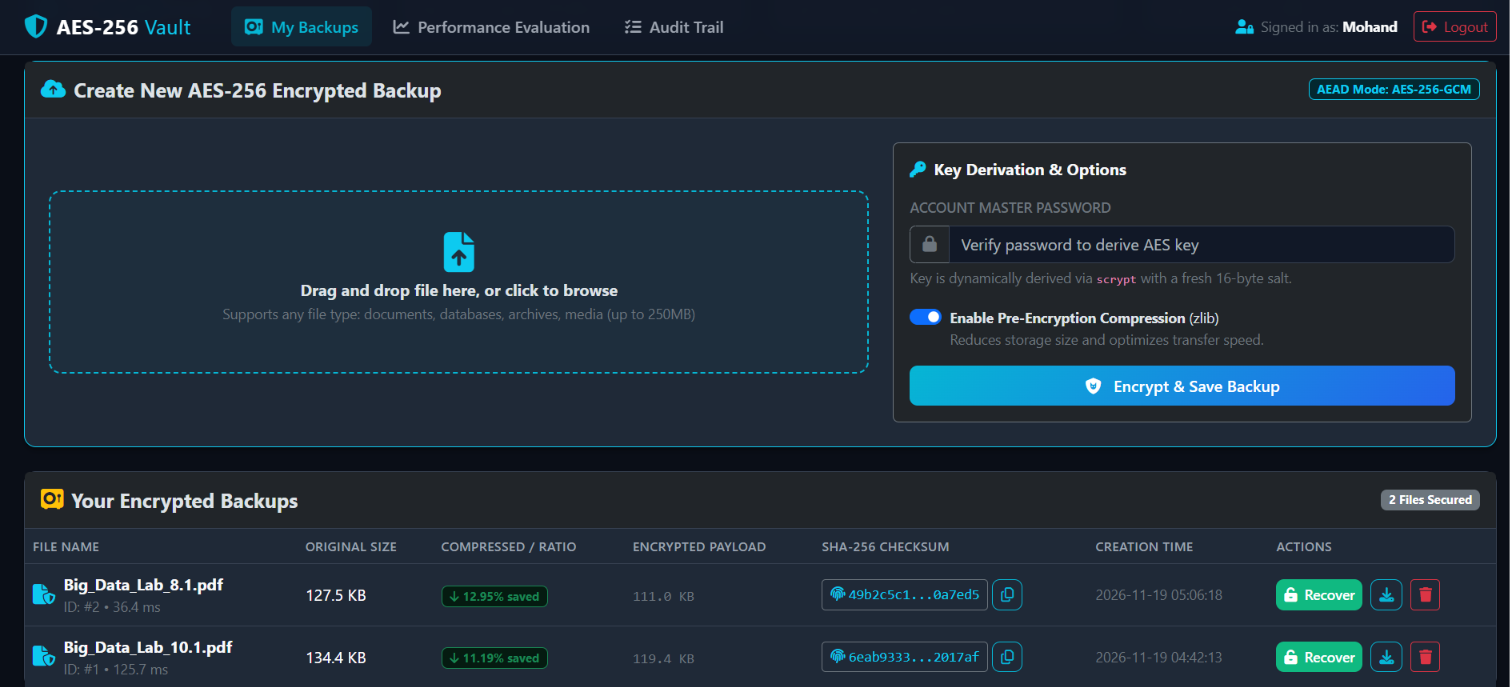 AES-256 Vault My Backups Performance Evaluation Audit Trail Signed in as: Mohand Logout
Create New AES-256 Encrypted Backup AEAD Mode: AES-256-GCM
Key Derivation & Options
ACCOUNT MASTER PASSWORD
Verify password to derive AES key
Key is dynamically derived via scrypt with a fresh 16-byte salt.
Drag and drop file here, or click to browse
Supports any file type: documents, databases, archives, media (up to 250MB)
Enable Pre-Encryption Compression (zlib)
Reduces storage size and optimizes transfer speed.
Encrypt & Save Backup
Your Encrypted Backups 2 Files Secured
FILE NAME ORIGINAL SIZE COMPRESSED / RATIO ENCRYPTED PAYLOAD SHA-256 CHECKSUM CREATION TIME ACTIONS
Big_Data_Lab_8.1.pdf 127.5 KB ↓ 12.95% saved 111.0 KB 49b2c5c1...0a7ed5 2026-11-19 05:06:18 Recover
ID: #2 • 36.4 ms
Big_Data_Lab_10.1.pdf 134.4 KB ↓ 11.19% saved 119.4 KB 6eab9333...2017af 2026-11-19 04:42:13 Recover
ID: #1 • 125.7 ms